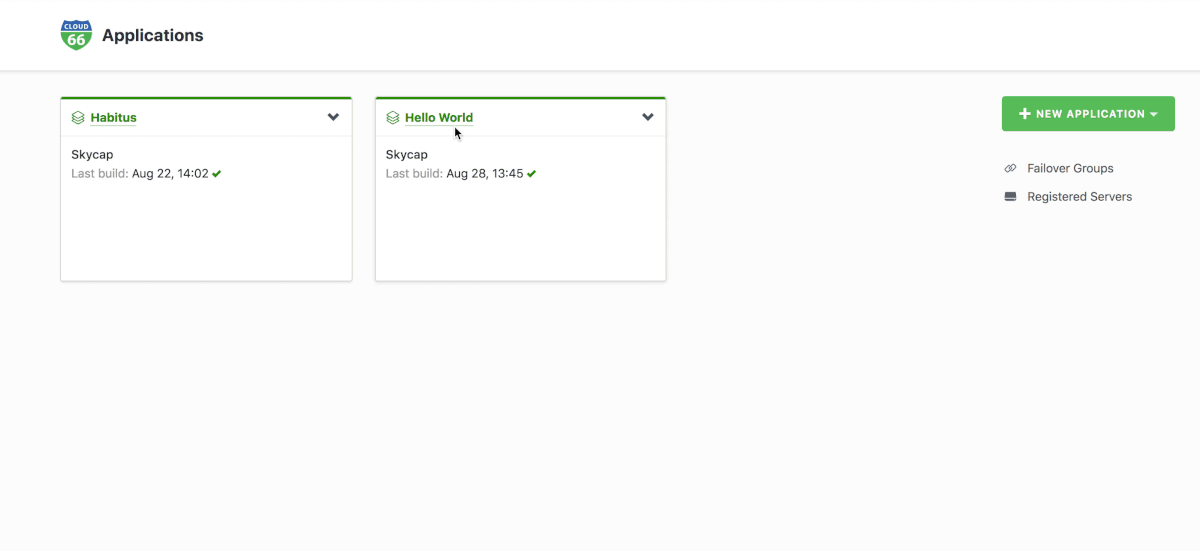 CLOUD
66
Applications
Habitus
Skycap
Last build: Aug 22, 14:02
Hello World
Skycap
Last build: Aug 28, 13:45
NEW APPLICATION
Failover Groups
Registered Servers